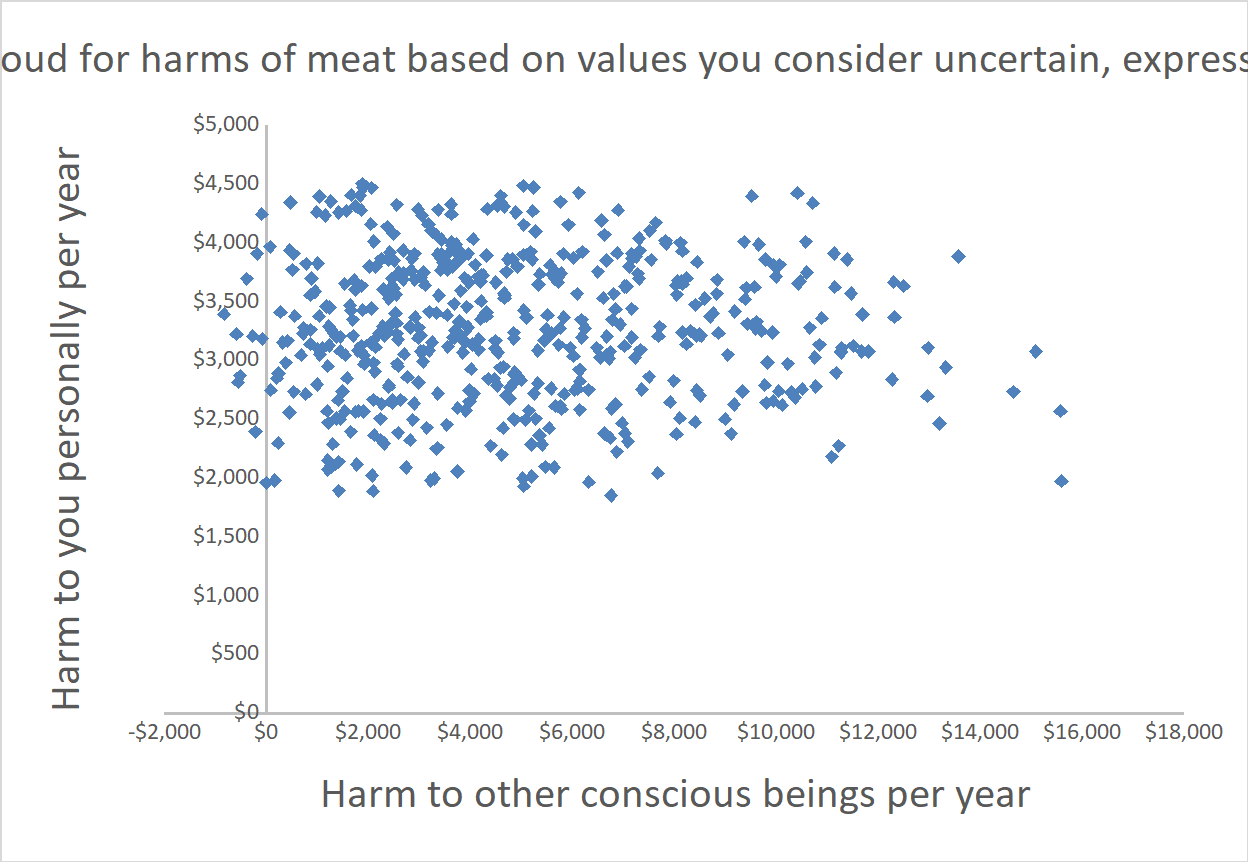 oud for harms of meat based on values you consider uncertain, express
Harm to you personally per year
$5,000
$4,500
$4,000
$3,500
$3,000
$2,500
$2,000
$1,500
$1,000
$500
$0
-$2,000 $0 $2,000 $4,000 $6,000 $8,000 $10,000 $12,000 $14,000 $16,000 $18,000
Harm to other conscious beings per year